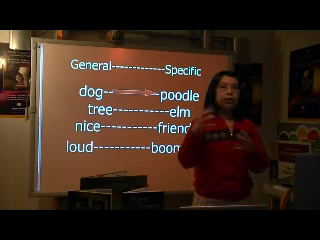 General-------------Specific
dog-- poodle
tree-----------elm
nice-----------friend
loud-----------boom